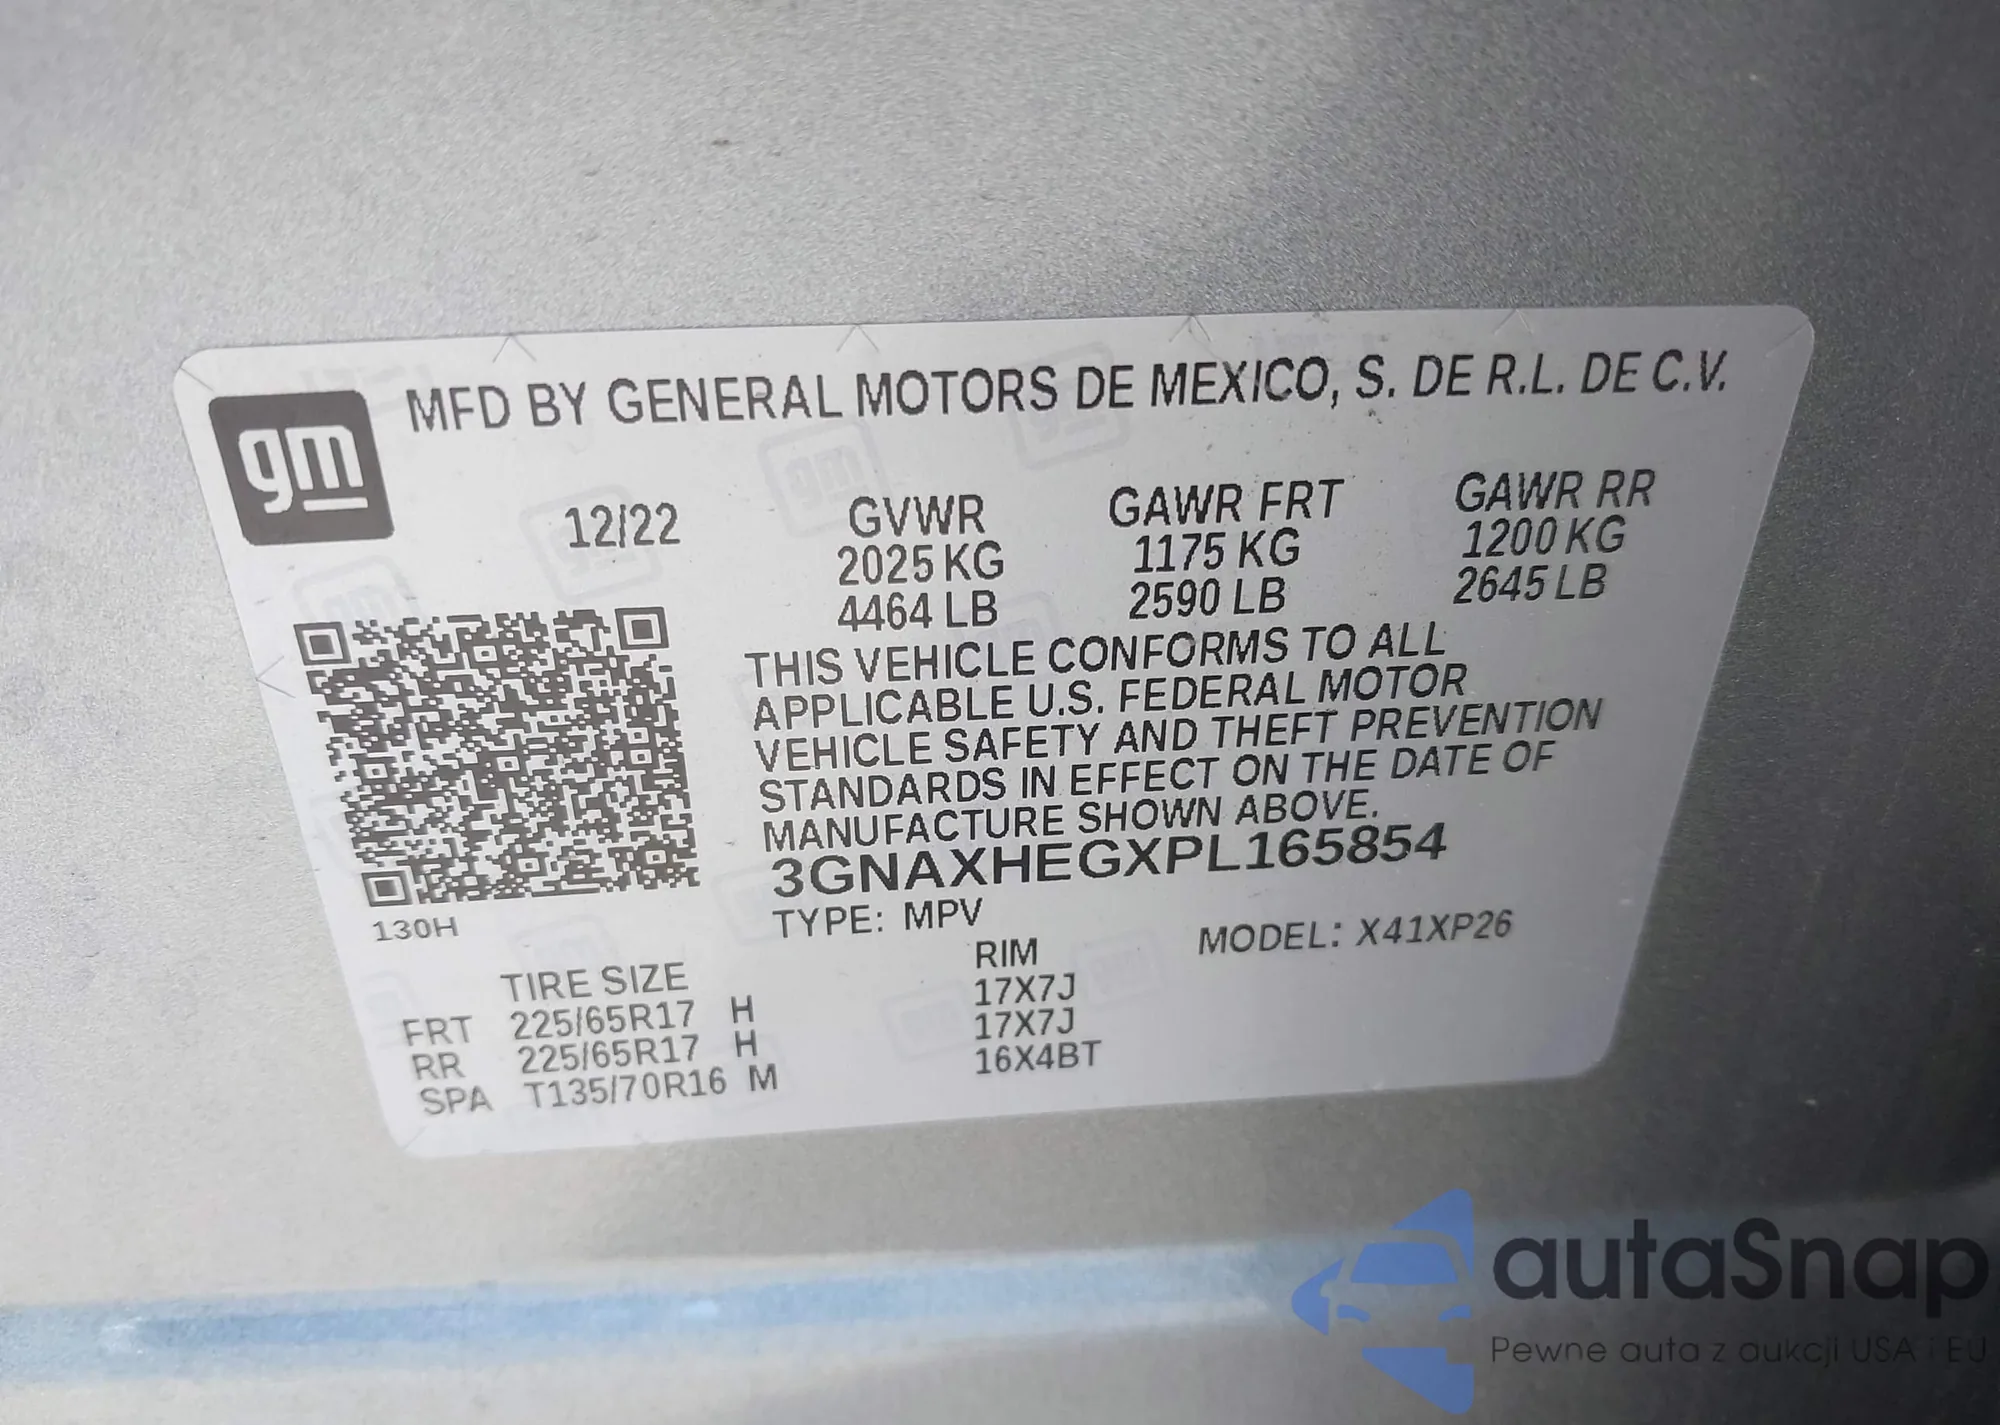 gm
MFD BY GENERAL MOTORS DE MEXICO, S. DE R.L. DE C.V.
12/22 GVWR GAWR FRT GAWR RR
2025 KG 1175 KG 1200 KG
4464 LB 2590 LB 2645 LB
THIS VEHICLE CONFORMS TO ALL
APPLICABLE U.S. FEDERAL MOTOR
VEHICLE SAFETY AND THEFT PREVENTION
STANDARDS IN EFFECT ON THE DATE OF
MANUFACTURE SHOWN ABOVE.
3GNAXHEGXPL165854
130H
TYPE: MPV MODEL: X41XP26
TIRE SIZE RIM
FRT 225/65R17 H 17X7J
RR 225/65R17 H 17X7J
SPA T135/70R16 M 16X4BT
autaSnap
Pewne auta z aukcji USA i EU